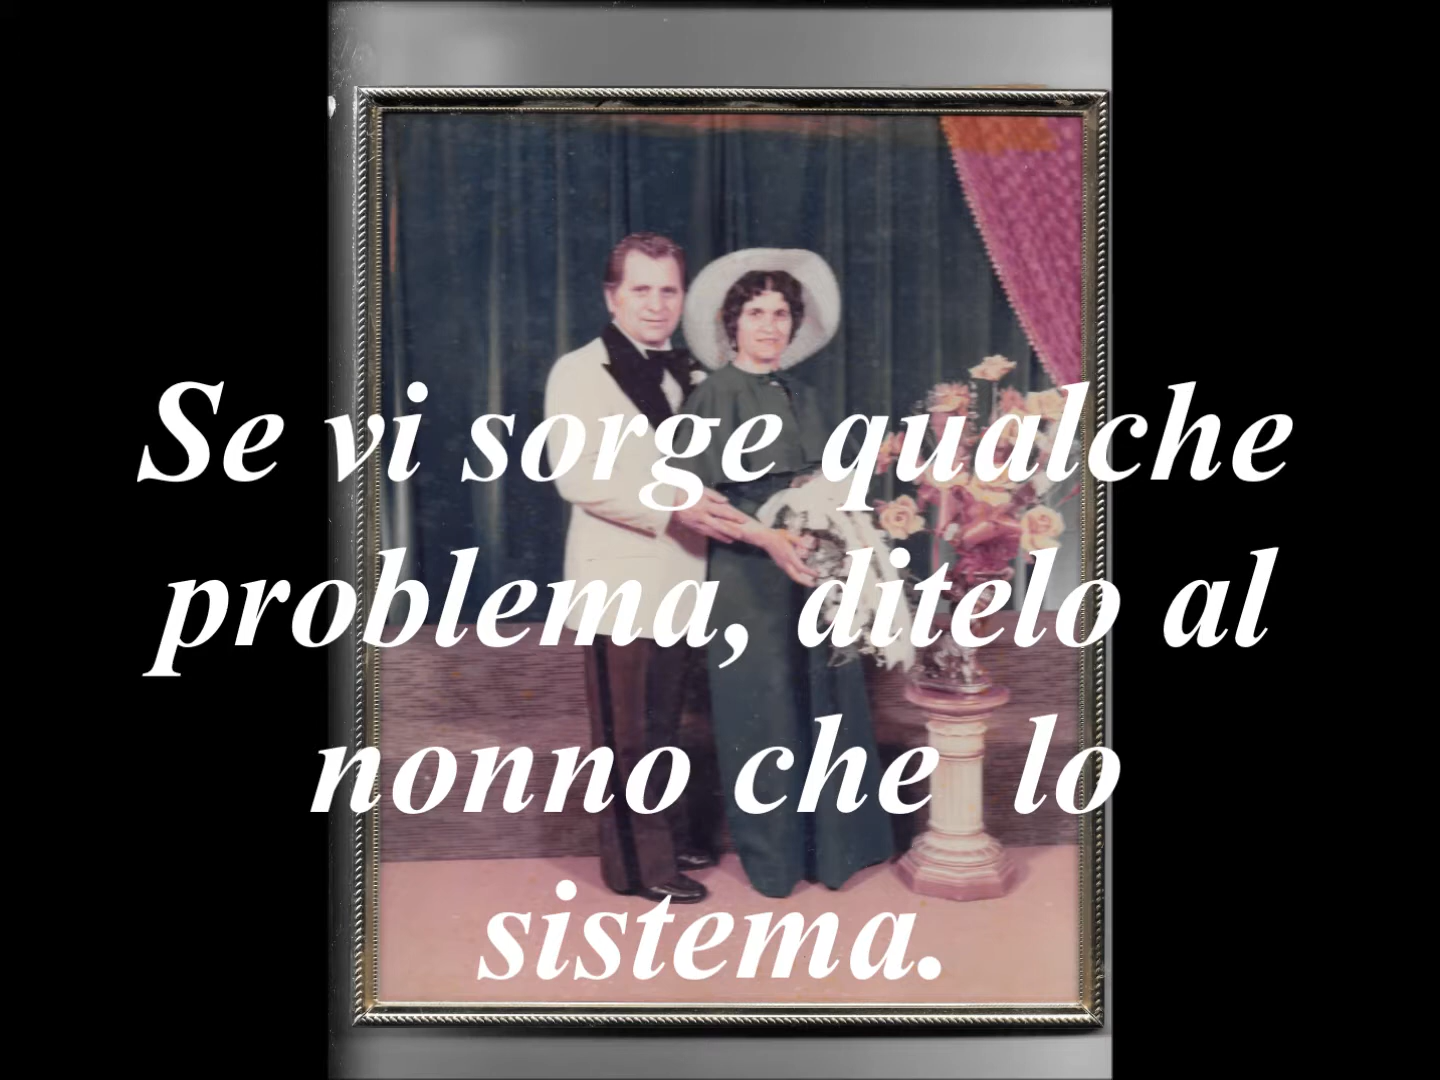 Se vi sorge qualche
problema, ditelo al
nonno che lo
sistema.